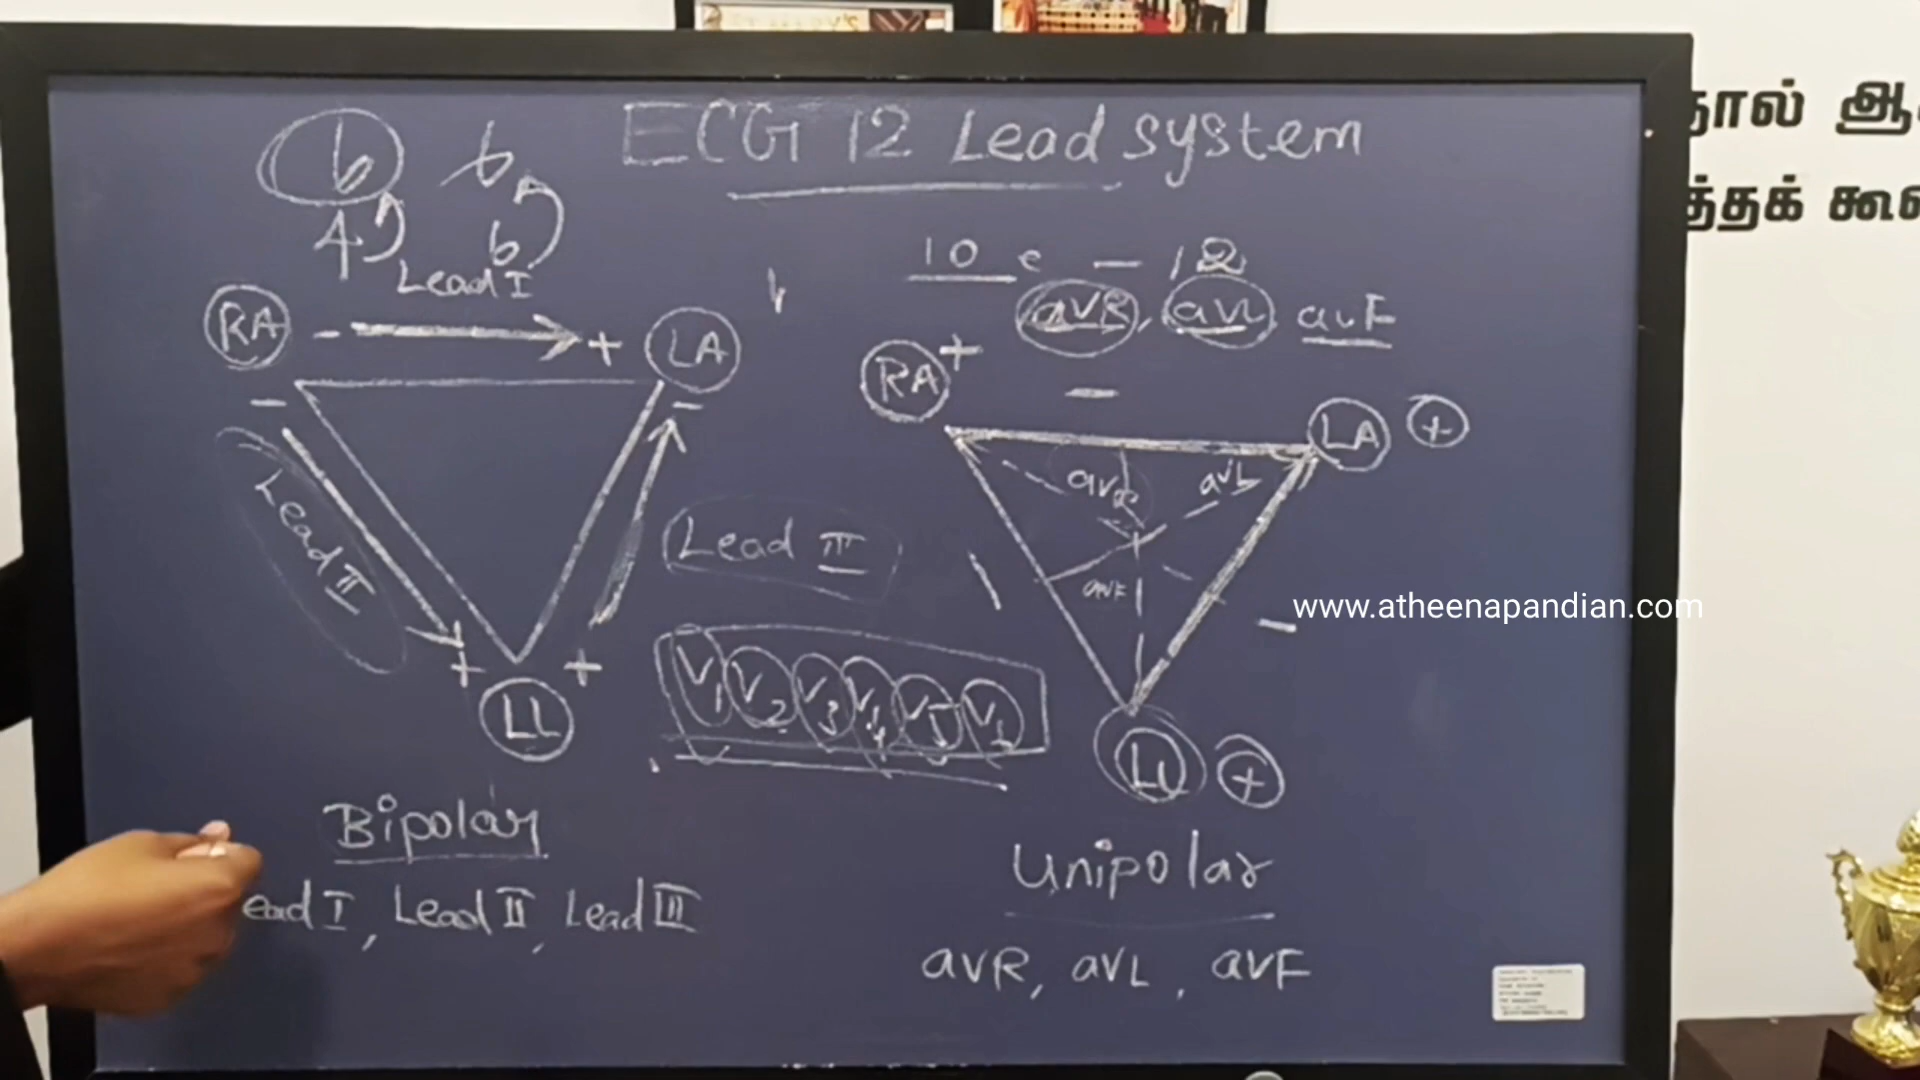 ECG 12 Lead system
6 6
4 6
Lead I
RA - + LA
- -
Lead II
Lead III
+ +
LL
V1 V2 V3 V4 V5
Bipolar
ead I, Lead II, Lead III
10 e - 12
avR, avL avF
RA + -
LA +
avR avL
avF
-
LL +
Unipolar
avR, avL, avF
www.atheenapandian.com
தால்
த்தக்